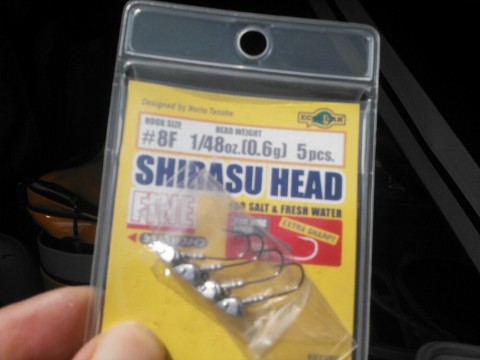 Designed by Norio Tanabe
HOOK SIZE
#8F
HEAD WEIGHT
1/48oz.(0.6g)
5pcs.
SHIRASU HEAD
FINE
FOR SALT & FRESH WATER
EXTRA SHARP!!